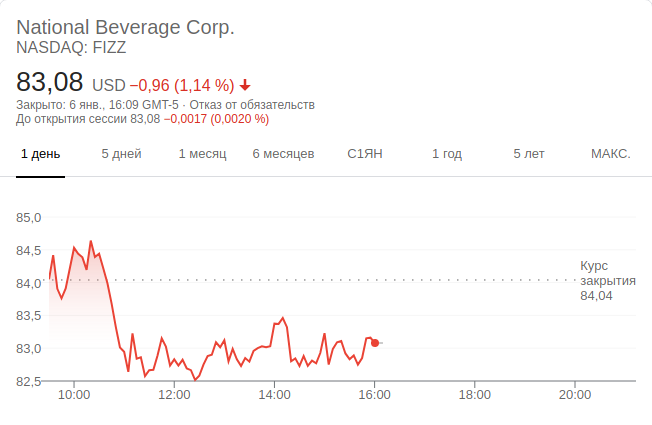 National Beverage Corp.
NASDAQ: FIZZ
83,08 USD −0,96 (1,14 %)
Закрыто: 6 янв., 16:09 GMT-5 · Отказ от обязательств
До открытия сессии 83,08 −0,0017 (0,0020 %)
1 день 5 дней 1 месяц 6 месяцев С1ЯН 1 год 5 лет МАКС.
85,0
84,5
84,0
83,5
83,0
82,5
Курс
закрытия
84,04
10:00 12:00 14:00 16:00 18:00 20:00